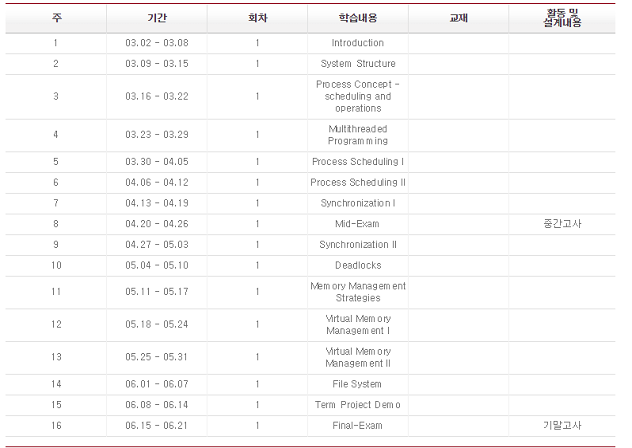 주 기간 회차 학습내용 교재 활동 및
설계내용
1 03.02 - 03.08 1 Introduction
2 03.09 - 03.15 1 System Structure
3 03.16 - 03.22 1 Process Concept -
scheduling and
operations
4 03.23 - 03.29 1 Multithreaded
Programming
5 03.30 - 04.05 1 Process Scheduling I
6 04.06 - 04.12 1 Process Scheduling II
7 04.13 - 04.19 1 Synchronization I
8 04.20 - 04.26 1 Mid-Exam 중간고사
9 04.27 - 05.03 1 Synchronization II
10 05.04 - 05.10 1 Deadlocks
11 05.11 - 05.17 1 Memory Management
Strategies
12 05.18 - 05.24 1 Virtual Memory
Management I
13 05.25 - 05.31 1 Virtual Memory
Management II
14 06.01 - 06.07 1 File System
15 06.08 - 06.14 1 Term Project Demo
16 06.15 - 06.21 1 Final-Exam 기말고사